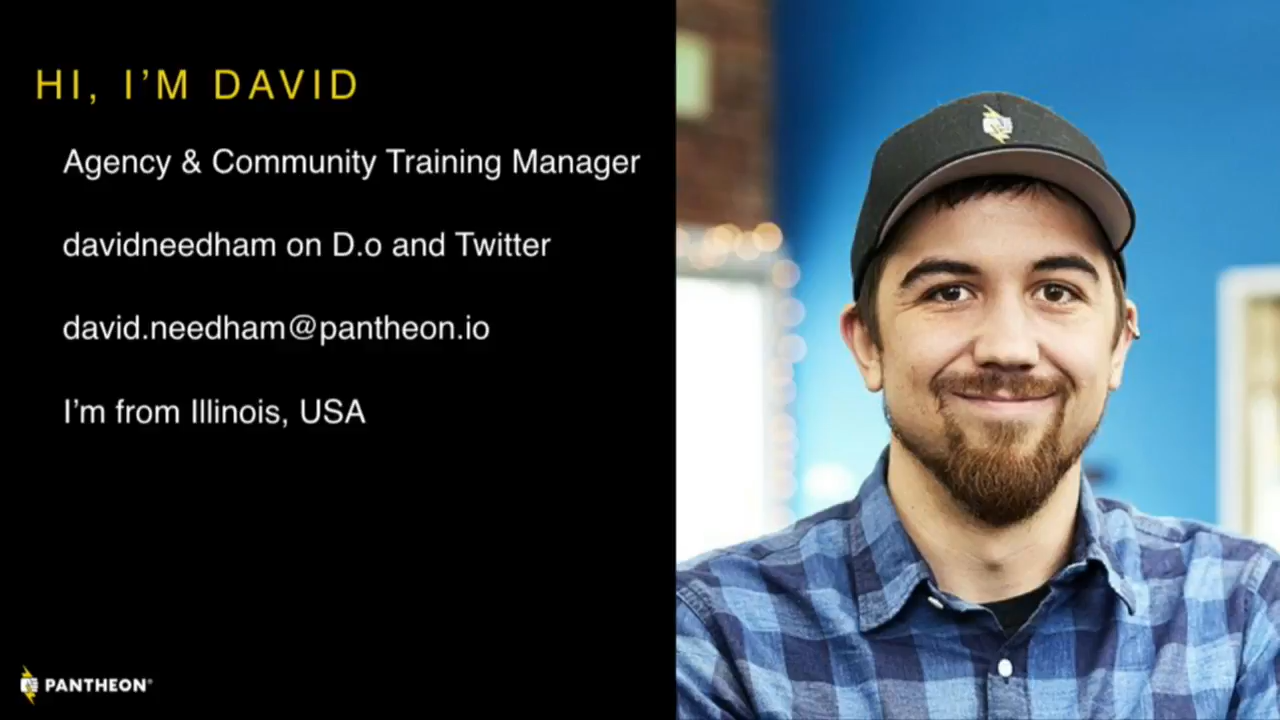 HI, I’M DAVID
Agency & Community Training Manager
davidneedham on D.o and Twitter
david.needham@pantheon.io
I’m from Illinois, USA
PANTHEON®